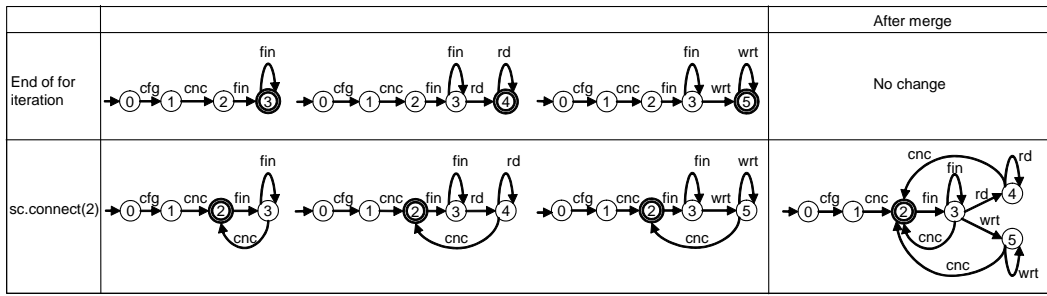 After merge
End of for
iteration
fin
0 cfg 1 cnc 2 fin 3
fin rd
0 cfg 1 cnc 2 fin 3 rd 4
fin wrt
0 cfg 1 cnc 2 fin 3 wrt 5
No change
sc.connect(2)
fin
0 cfg 1 cnc 2 fin 3
cnc
fin rd
0 cfg 1 cnc 2 fin 3 rd 4
cnc
fin wrt
0 cfg 1 cnc 2 fin 3 wrt 5
cnc
cnc rd
fin
4
0 cfg 1 cnc 2 fin 3 rd
wrt
cnc
5
cnc
wrt